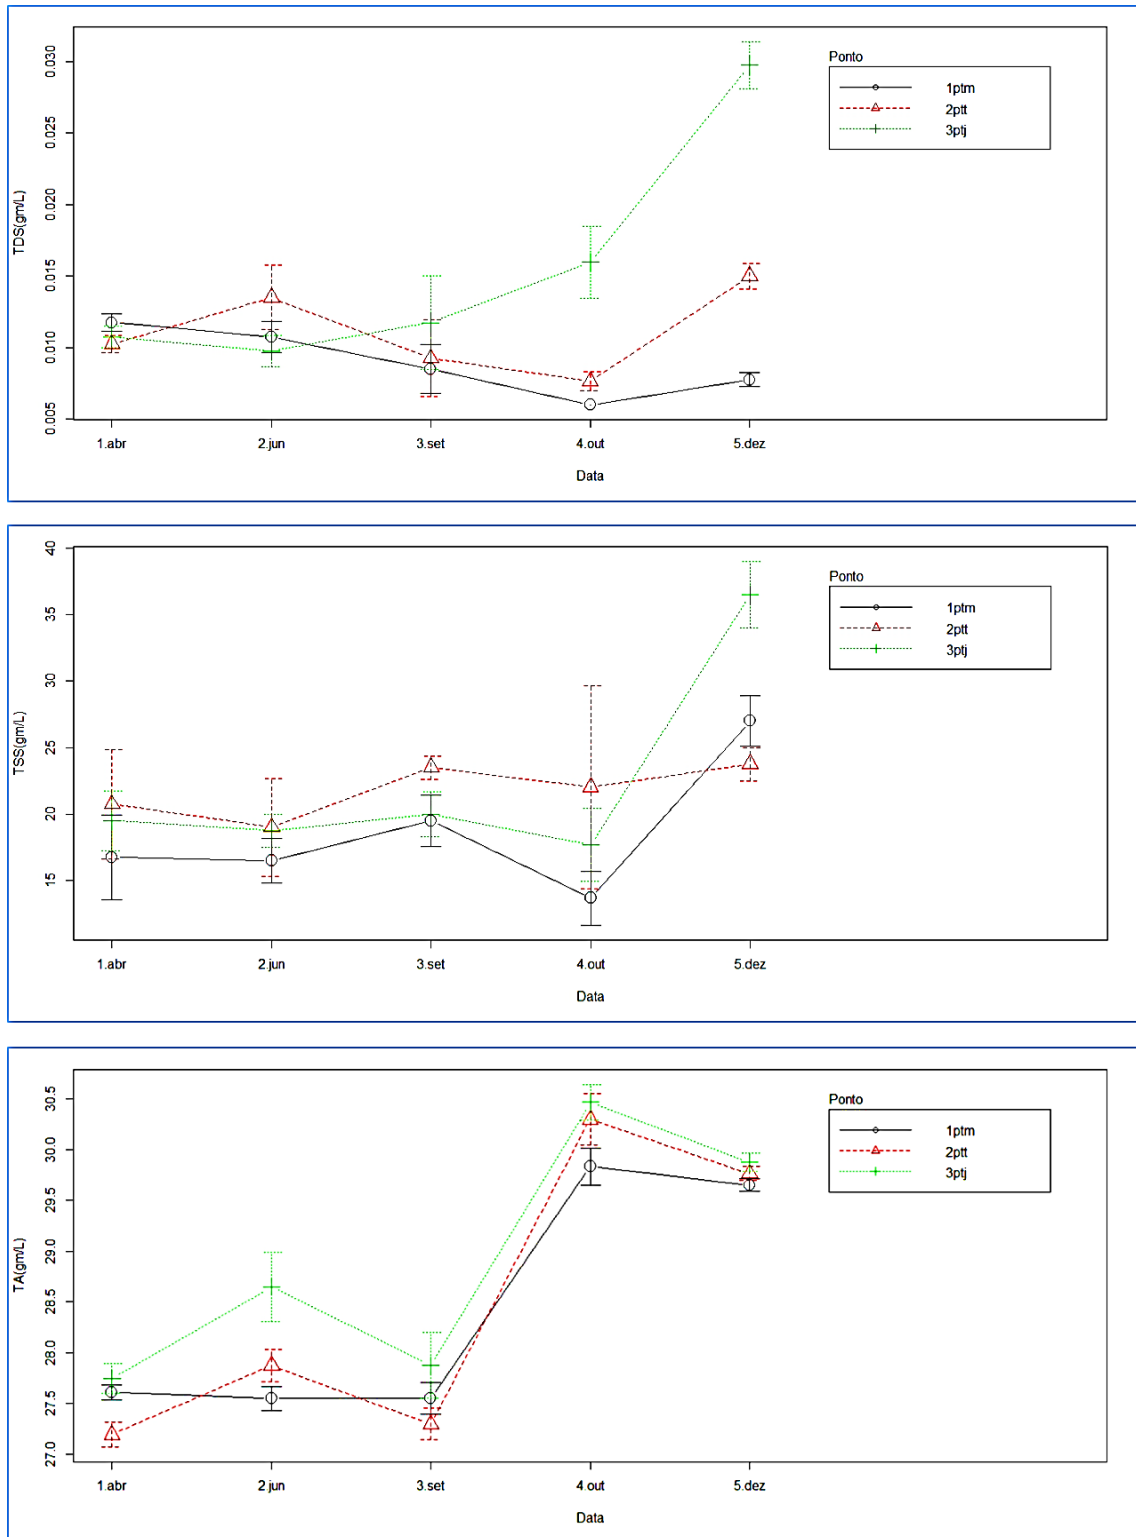 TDS(gm/L)
0.030
0.025
0.020
0.015
0.010
0.005
1.abr 2.jun 3.set 4.out 5.dez
Data
Ponto
1ptm
2ptt
3ptj
TSS(gm/L)
40
35
30
25
20
15
1.abr 2.jun 3.set 4.out 5.dez
Data
Ponto
1ptm
2ptt
3ptj
TA(gm/L)
30.5
30.0
29.5
29.0
28.5
28.0
27.5
27.0
1.abr 2.jun 3.set 4.out 5.dez
Data
Ponto
1ptm
2ptt
3ptj